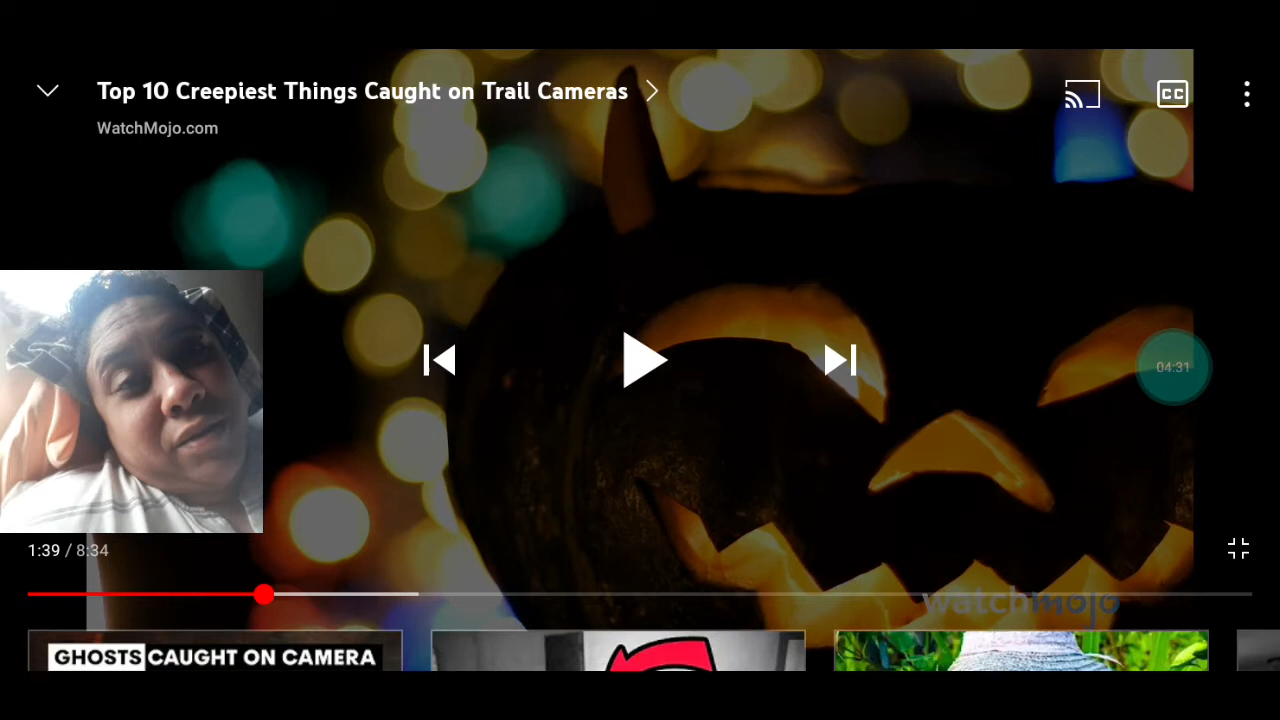 Top 10 Creepiest Things Caught on Trail Cameras
WatchMojo.com
CC
04:31
1:39 / 8:34
watchmojo
GHOSTS CAUGHT ON CAMERA